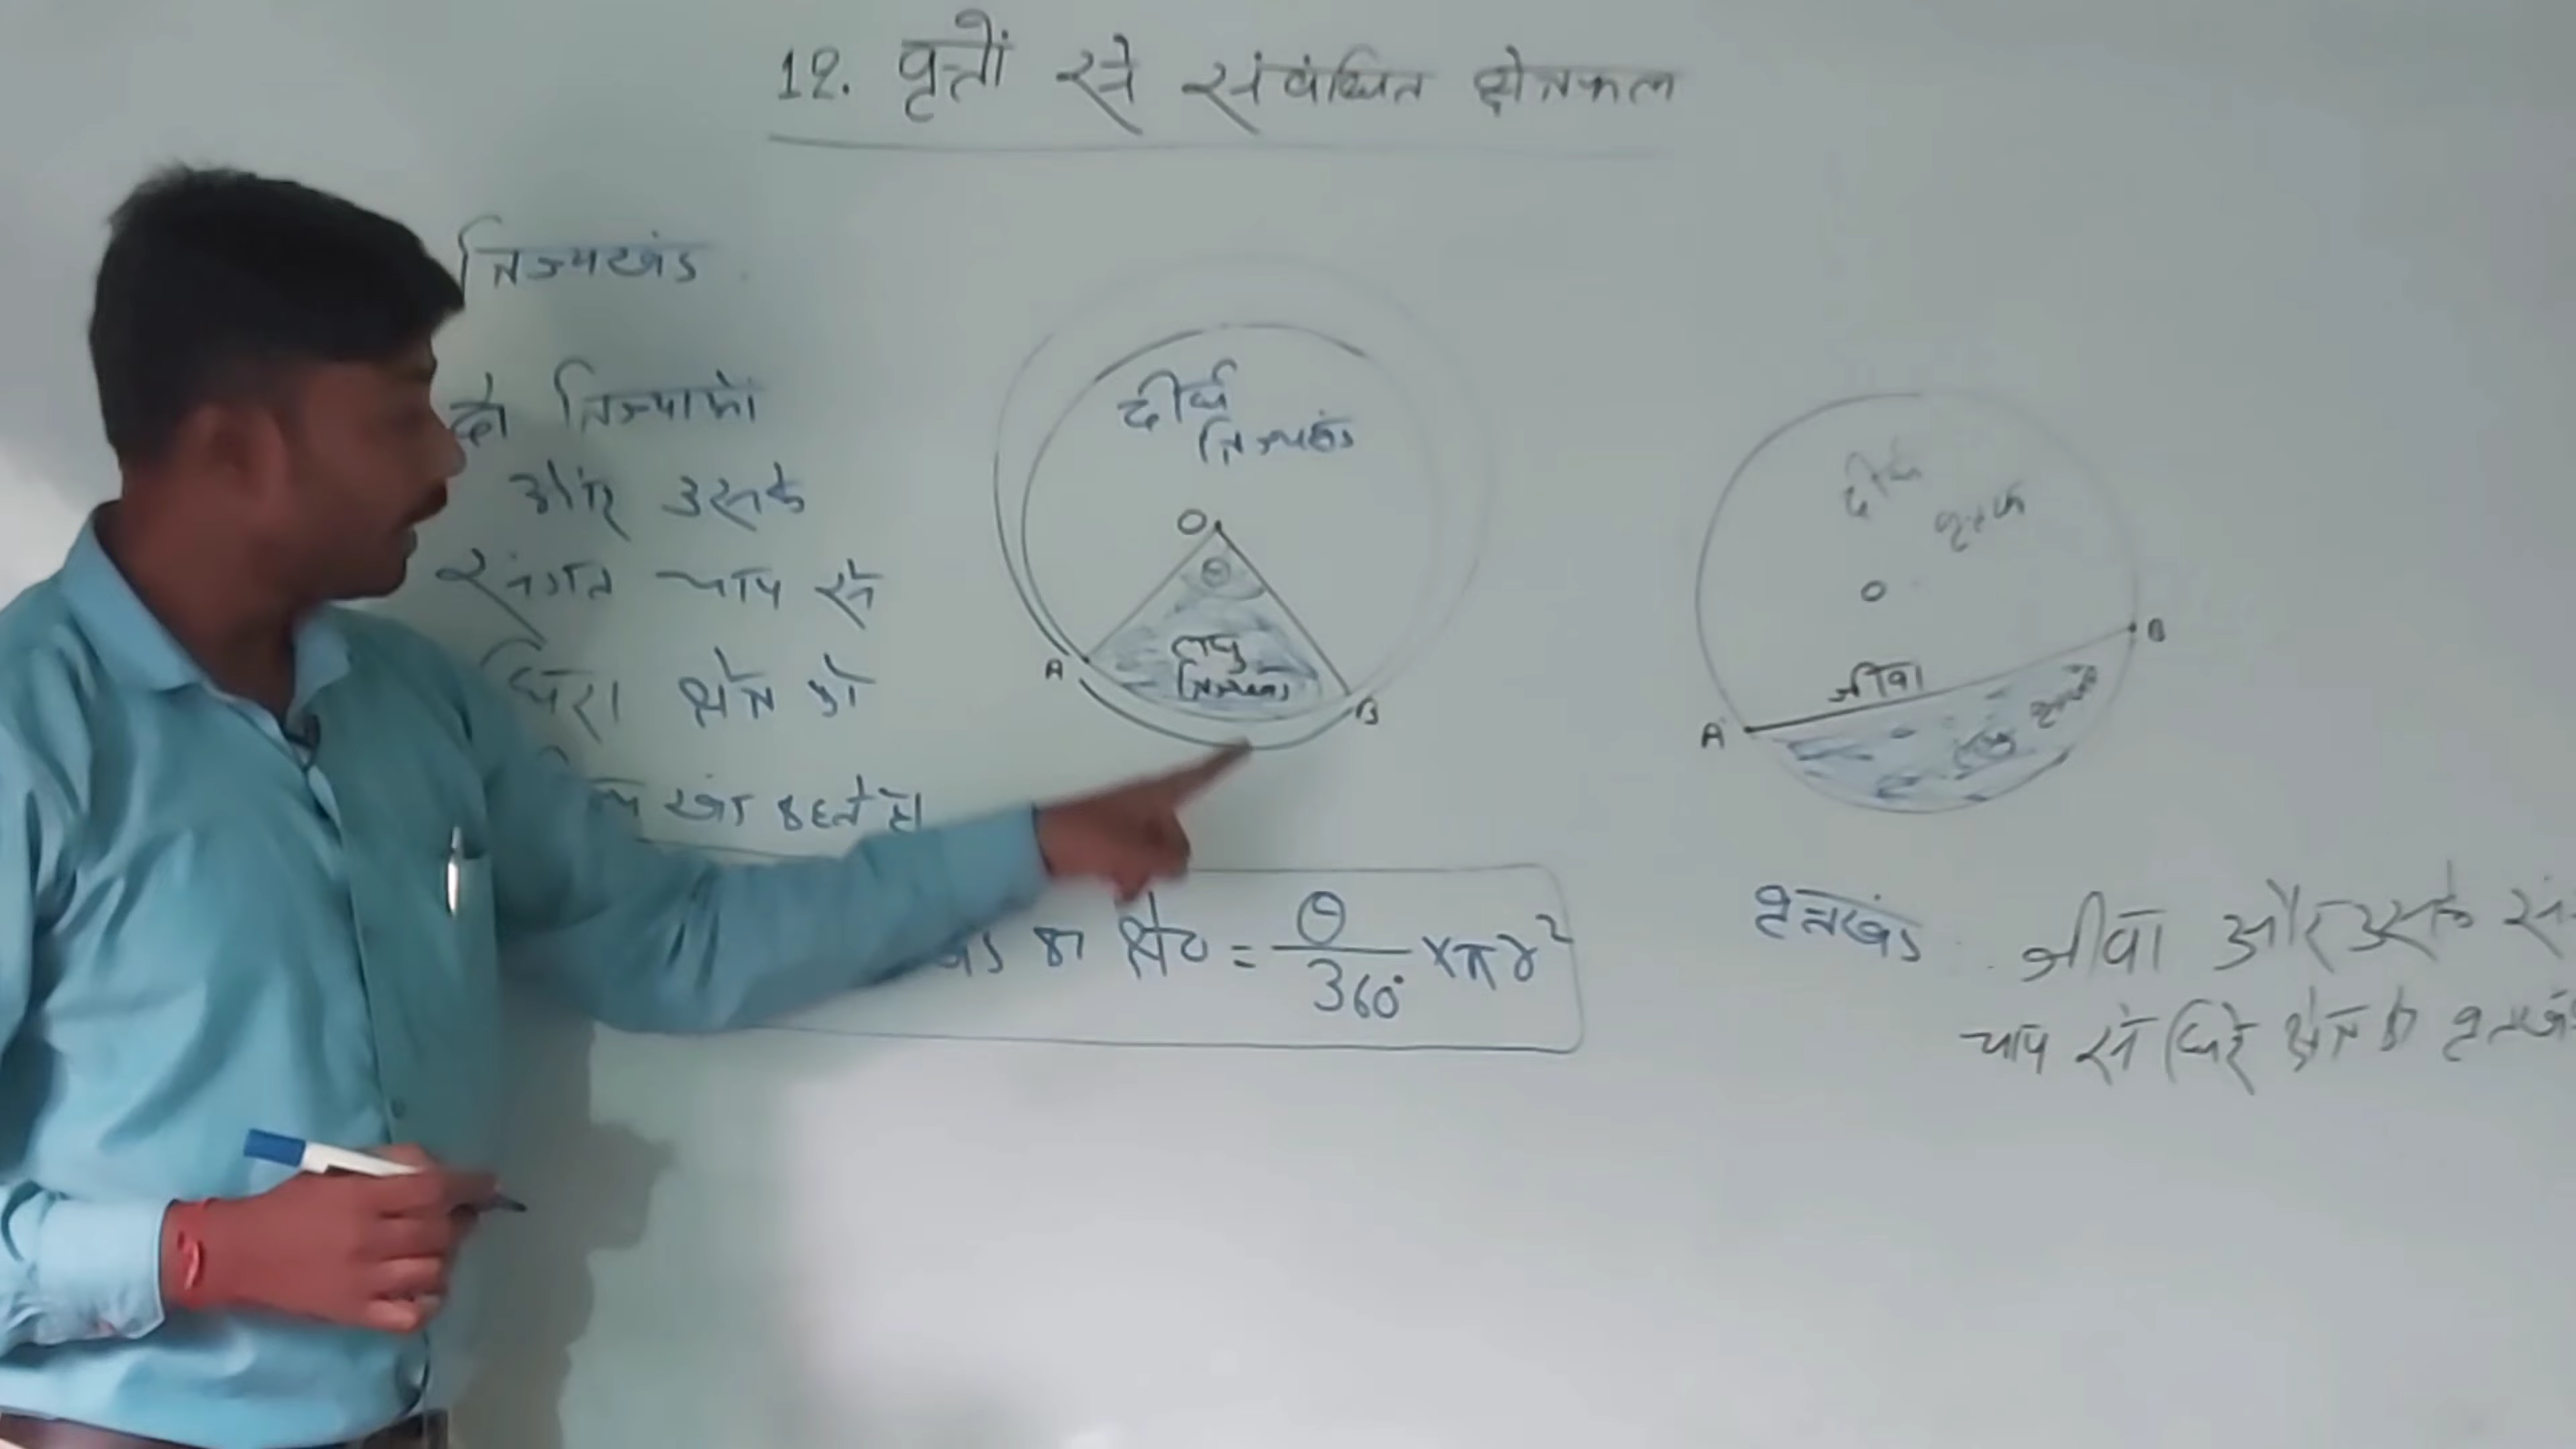 12. वृत्तों से संबंधित क्षेत्रफल
त्रिज्यखंड
दो त्रिज्याओं
और उसके
संगत चाप से
घिरा क्षेत्र को
खंड कहते है।
दीर्घ
त्रिज्यखंड
O
θ
लघु
त्रिज्यखंड
A
B
का क्षे० = θ/360° × πr²
दीर्घ
वृत्तखंड
O
जीवा
A
B
लघु वृत्तखंड
वृत्तखंड जीवा और उसके सं
चाप से घिरे क्षेत्र को वृत्तखंड